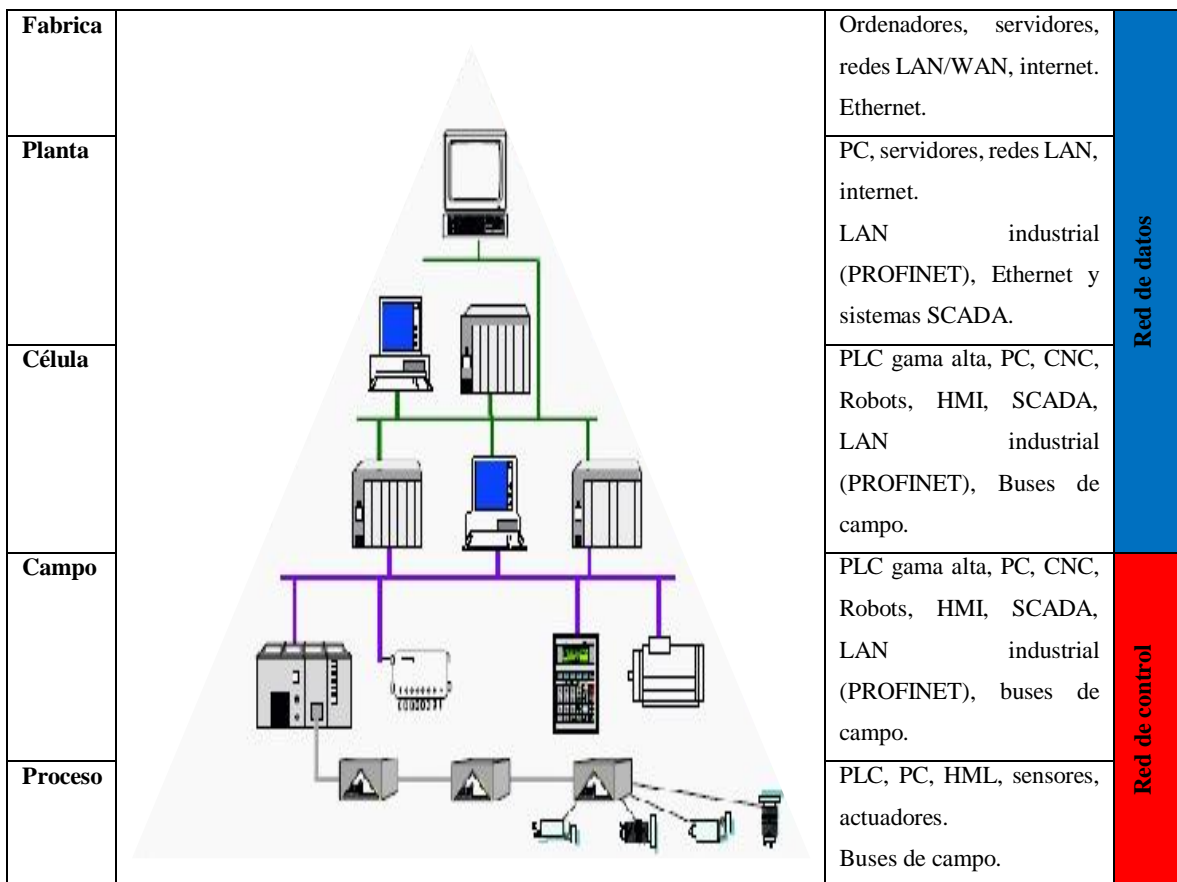 Fabrica
Ordenadores, servidores,
redes LAN/WAN, internet.
Ethernet.
Planta
PC, servidores, redes LAN,
internet.
LAN industrial
(PROFINET), Ethernet y
sistemas SCADA.
Célula
PLC gama alta, PC, CNC,
Robots, HMI, SCADA,
LAN industrial
(PROFINET), Buses de
campo.
Red de datos
Campo
PLC gama alta, PC, CNC,
Robots, HMI, SCADA,
LAN industrial
(PROFINET), buses de
campo.
Proceso
PLC, PC, HML, sensores,
actuadores.
Buses de campo.
Red de control